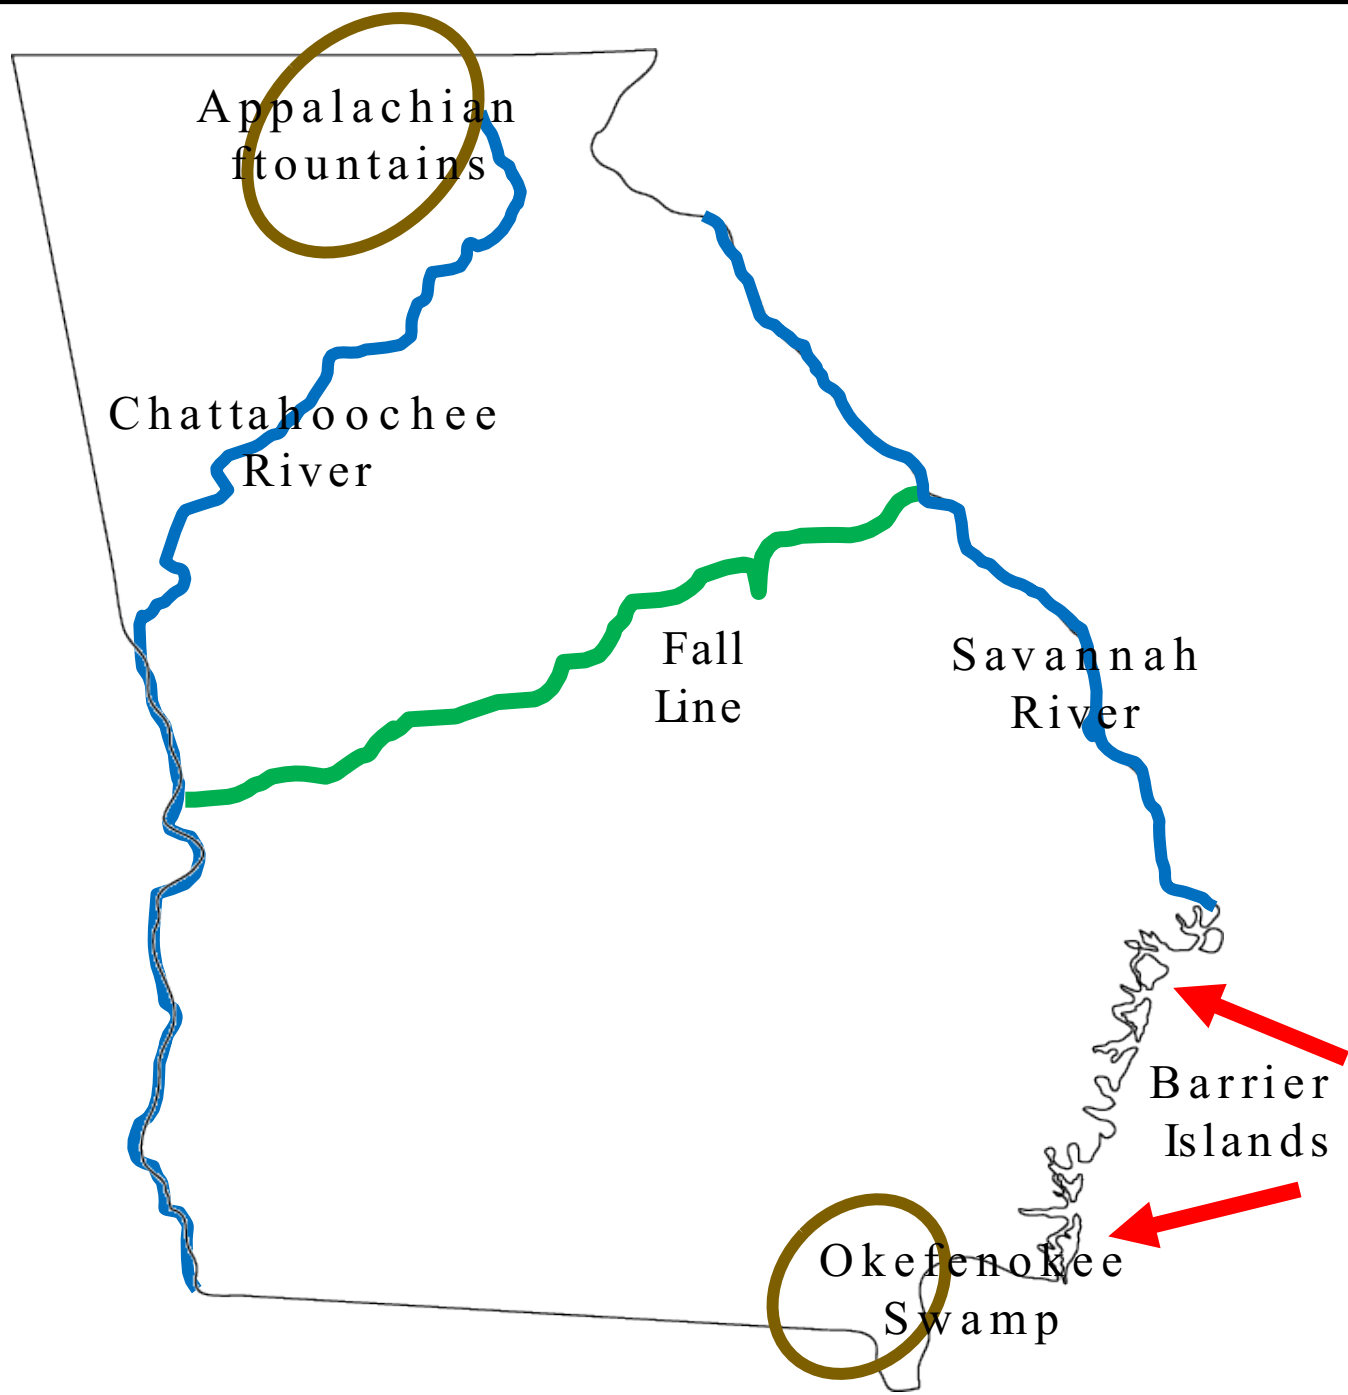 Appalachian
ftountains
Chattahoochee
River
Fall
Line
Savannah
River
Barrier
Islands
Okefenokee
Swamp